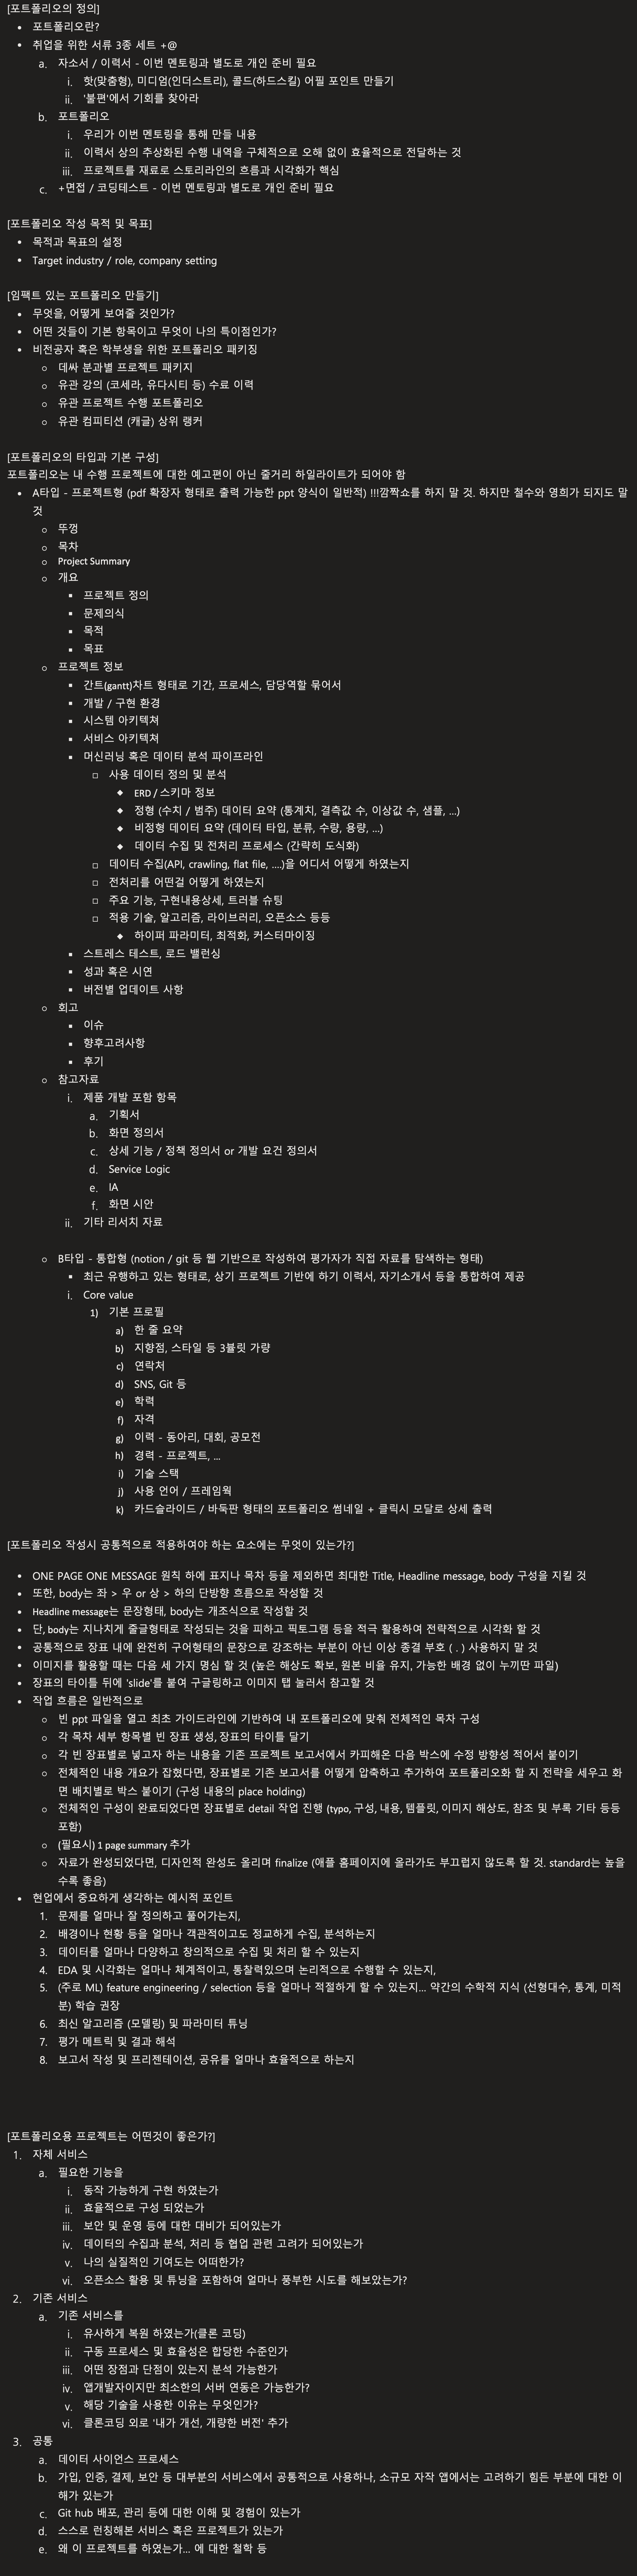 [포트폴리오의 정의]
• 포트폴리오란?
• 취업을 위한 서류 3종 세트 +@
a. 자소서 / 이력서 - 이번 멘토링과 별도로 개인 준비 필요
i. 핫(맞춤형), 미디엄(인더스트리), 콜드(하드스킬) 어필 포인트 만들기
ii. '불편'에서 기회를 찾아라
b. 포트폴리오
i. 우리가 이번 멘토링을 통해 만들 내용
ii. 이력서 상의 추상화된 수행 내역을 구체적으로 오해 없이 효율적으로 전달하는 것
iii. 프로젝트를 재료로 스토리라인의 흐름과 시각화가 핵심
c. +면접 / 코딩테스트 - 이번 멘토링과 별도로 개인 준비 필요
[포트폴리오 작성 목적 및 목표]
• 목적과 목표의 설정
• Target industry / role, company setting
[임팩트 있는 포트폴리오 만들기]
• 무엇을, 어떻게 보여줄 것인가?
• 어떤 것들이 기본 항목이고 무엇이 나의 특이점인가?
• 비전공자 혹은 학부생을 위한 포트폴리오 패키징
○ 데싸 분과별 프로젝트 패키지
○ 유관 강의 (코세라, 유다시티 등) 수료 이력
○ 유관 프로젝트 수행 포트폴리오
○ 유관 컴피티션 (캐글) 상위 랭커
[포트폴리오의 타입과 기본 구성]
포트폴리오는 내 수행 프로젝트에 대한 예고편이 아닌 줄거리 하일라이트가 되어야 함
• A타입 - 프로젝트형 (pdf 확장자 형태로 출력 가능한 ppt 양식이 일반적) !!!깜짝쇼를 하지 말 것. 하지만 철수와 영희가 되지도 말
것
○ 뚜껑
○ 목차
○ Project Summary
○ 개요
▪ 프로젝트 정의
▪ 문제의식
▪ 목적
▪ 목표
○ 프로젝트 정보
▪ 간트(gantt)차트 형태로 기간, 프로세스, 담당역할 묶어서
▪ 개발 / 구현 환경
▪ 시스템 아키텍쳐
▪ 서비스 아키텍쳐
▪ 머신러닝 혹은 데이터 분석 파이프라인
□ 사용 데이터 정의 및 분석
◆ ERD / 스키마 정보
◆ 정형 (수치 / 범주) 데이터 요약 (통계치, 결측값 수, 이상값 수, 샘플, ...)
◆ 비정형 데이터 요약 (데이터 타입, 분류, 수량, 용량, ...)
◆ 데이터 수집 및 전처리 프로세스 (간략히 도식화)
□ 데이터 수집(API, crawling, flat file, ....)을 어디서 어떻게 하였는지
□ 전처리를 어떤걸 어떻게 하였는지
□ 주요 기능, 구현내용상세, 트러블 슈팅
□ 적용 기술, 알고리즘, 라이브러리, 오픈소스 등등
◆ 하이퍼 파라미터, 최적화, 커스터마이징
▪ 스트레스 테스트, 로드 밸런싱
▪ 성과 혹은 시연
▪ 버전별 업데이트 사항
○ 회고
▪ 이슈
▪ 향후고려사항
▪ 후기
○ 참고자료
i. 제품 개발 포함 항목
a. 기획서
b. 화면 정의서
c. 상세 기능 / 정책 정의서 or 개발 요건 정의서
d. Service Logic
e. IA
f. 화면 시안
ii. 기타 리서치 자료
○ B타입 - 통합형 (notion / git 등 웹 기반으로 작성하여 평가자가 직접 자료를 탐색하는 형태)
▪ 최근 유행하고 있는 형태로, 상기 프로젝트 기반에 하기 이력서, 자기소개서 등을 통합하여 제공
i. Core value
1) 기본 프로필
a) 한 줄 요약
b) 지향점, 스타일 등 3뷸릿 가량
c) 연락처
d) SNS, Git 등
e) 학력
f) 자격
g) 이력 - 동아리, 대회, 공모전
h) 경력 - 프로젝트, ...
i) 기술 스택
j) 사용 언어 / 프레임웍
k) 카드슬라이드 / 바둑판 형태의 포트폴리오 썸네일 + 클릭시 모달로 상세 출력
[포트폴리오 작성시 공통적으로 적용하여야 하는 요소에는 무엇이 있는가?]
• ONE PAGE ONE MESSAGE 원칙 하에 표지나 목차 등을 제외하면 최대한 Title, Headline message, body 구성을 지킬 것
• 또한, body는 좌 > 우 or 상 > 하의 단방향 흐름으로 작성할 것
• Headline message는 문장형태, body는 개조식으로 작성할 것
• 단, body는 지나치게 줄글형태로 작성되는 것을 피하고 픽토그램 등을 적극 활용하여 전략적으로 시각화 할 것
• 공통적으로 장표 내에 완전히 구어형태의 문장으로 강조하는 부분이 아닌 이상 종결 부호 ( . ) 사용하지 말 것
• 이미지를 활용할 때는 다음 세 가지 명심 할 것 (높은 해상도 확보, 원본 비율 유지, 가능한 배경 없이 누끼딴 파일)
• 장표의 타이틀 뒤에 'slide'를 붙여 구글링하고 이미지 탭 눌러서 참고할 것
• 작업 흐름은 일반적으로
○ 빈 ppt 파일을 열고 최초 가이드라인에 기반하여 내 포트폴리오에 맞춰 전체적인 목차 구성
○ 각 목차 세부 항목별 빈 장표 생성, 장표의 타이틀 달기
○ 각 빈 장표별로 넣고자 하는 내용을 기존 프로젝트 보고서에서 카피해온 다음 박스에 수정 방향성 적어서 붙이기
○ 전체적인 내용 개요가 잡혔다면, 장표별로 기존 보고서를 어떻게 압축하고 추가하여 포트폴리오화 할 지 전략을 세우고 화
면 배치별로 박스 붙이기 (구성 내용의 place holding)
○ 전체적인 구성이 완료되었다면 장표별로 detail 작업 진행 (typo, 구성, 내용, 템플릿, 이미지 해상도, 참조 및 부록 기타 등등
포함)
○ (필요시) 1 page summary 추가
○ 자료가 완성되었다면, 디자인적 완성도 올리며 finalize (애플 홈페이지에 올라가도 부끄럽지 않도록 할 것. standard는 높을
수록 좋음)
• 현업에서 중요하게 생각하는 예시적 포인트
1. 문제를 얼마나 잘 정의하고 풀어가는지,
2. 배경이나 현황 등을 얼마나 객관적이고도 정교하게 수집, 분석하는지
3. 데이터를 얼마나 다양하고 창의적으로 수집 및 처리 할 수 있는지
4. EDA 및 시각화는 얼마나 체계적이고, 통찰력있으며 논리적으로 수행할 수 있는지,
5. (주로 ML) feature engineering / selection 등을 얼마나 적절하게 할 수 있는지... 약간의 수학적 지식 (선형대수, 통계, 미적
분) 학습 권장
6. 최신 알고리즘 (모델링) 및 파라미터 튜닝
7. 평가 메트릭 및 결과 해석
8. 보고서 작성 및 프리젠테이션, 공유를 얼마나 효율적으로 하는지
[포트폴리오용 프로젝트는 어떤것이 좋은가?]
1. 자체 서비스
a. 필요한 기능을
i. 동작 가능하게 구현 하였는가
ii. 효율적으로 구성 되었는가
iii. 보안 및 운영 등에 대한 대비가 되어있는가
iv. 데이터의 수집과 분석, 처리 등 협업 관련 고려가 되어있는가
v. 나의 실질적인 기여도는 어떠한가?
vi. 오픈소스 활용 및 튜닝을 포함하여 얼마나 풍부한 시도를 해보았는가?
2. 기존 서비스
a. 기존 서비스를
i. 유사하게 복원 하였는가(클론 코딩)
ii. 구동 프로세스 및 효율성은 합당한 수준인가
iii. 어떤 장점과 단점이 있는지 분석 가능한가
iv. 앱개발자이지만 최소한의 서버 연동은 가능한가?
v. 해당 기술을 사용한 이유는 무엇인가?
vi. 클론코딩 외로 '내가 개선, 개량한 버전' 추가
3. 공통
a. 데이터 사이언스 프로세스
b. 가입, 인증, 결제, 보안 등 대부분의 서비스에서 공통적으로 사용하나, 소규모 자작 앱에서는 고려하기 힘든 부분에 대한 이
해가 있는가
c. Git hub 배포, 관리 등에 대한 이해 및 경험이 있는가
d. 스스로 런칭해본 서비스 혹은 프로젝트가 있는가
e. 왜 이 프로젝트를 하였는가... 에 대한 철학 등